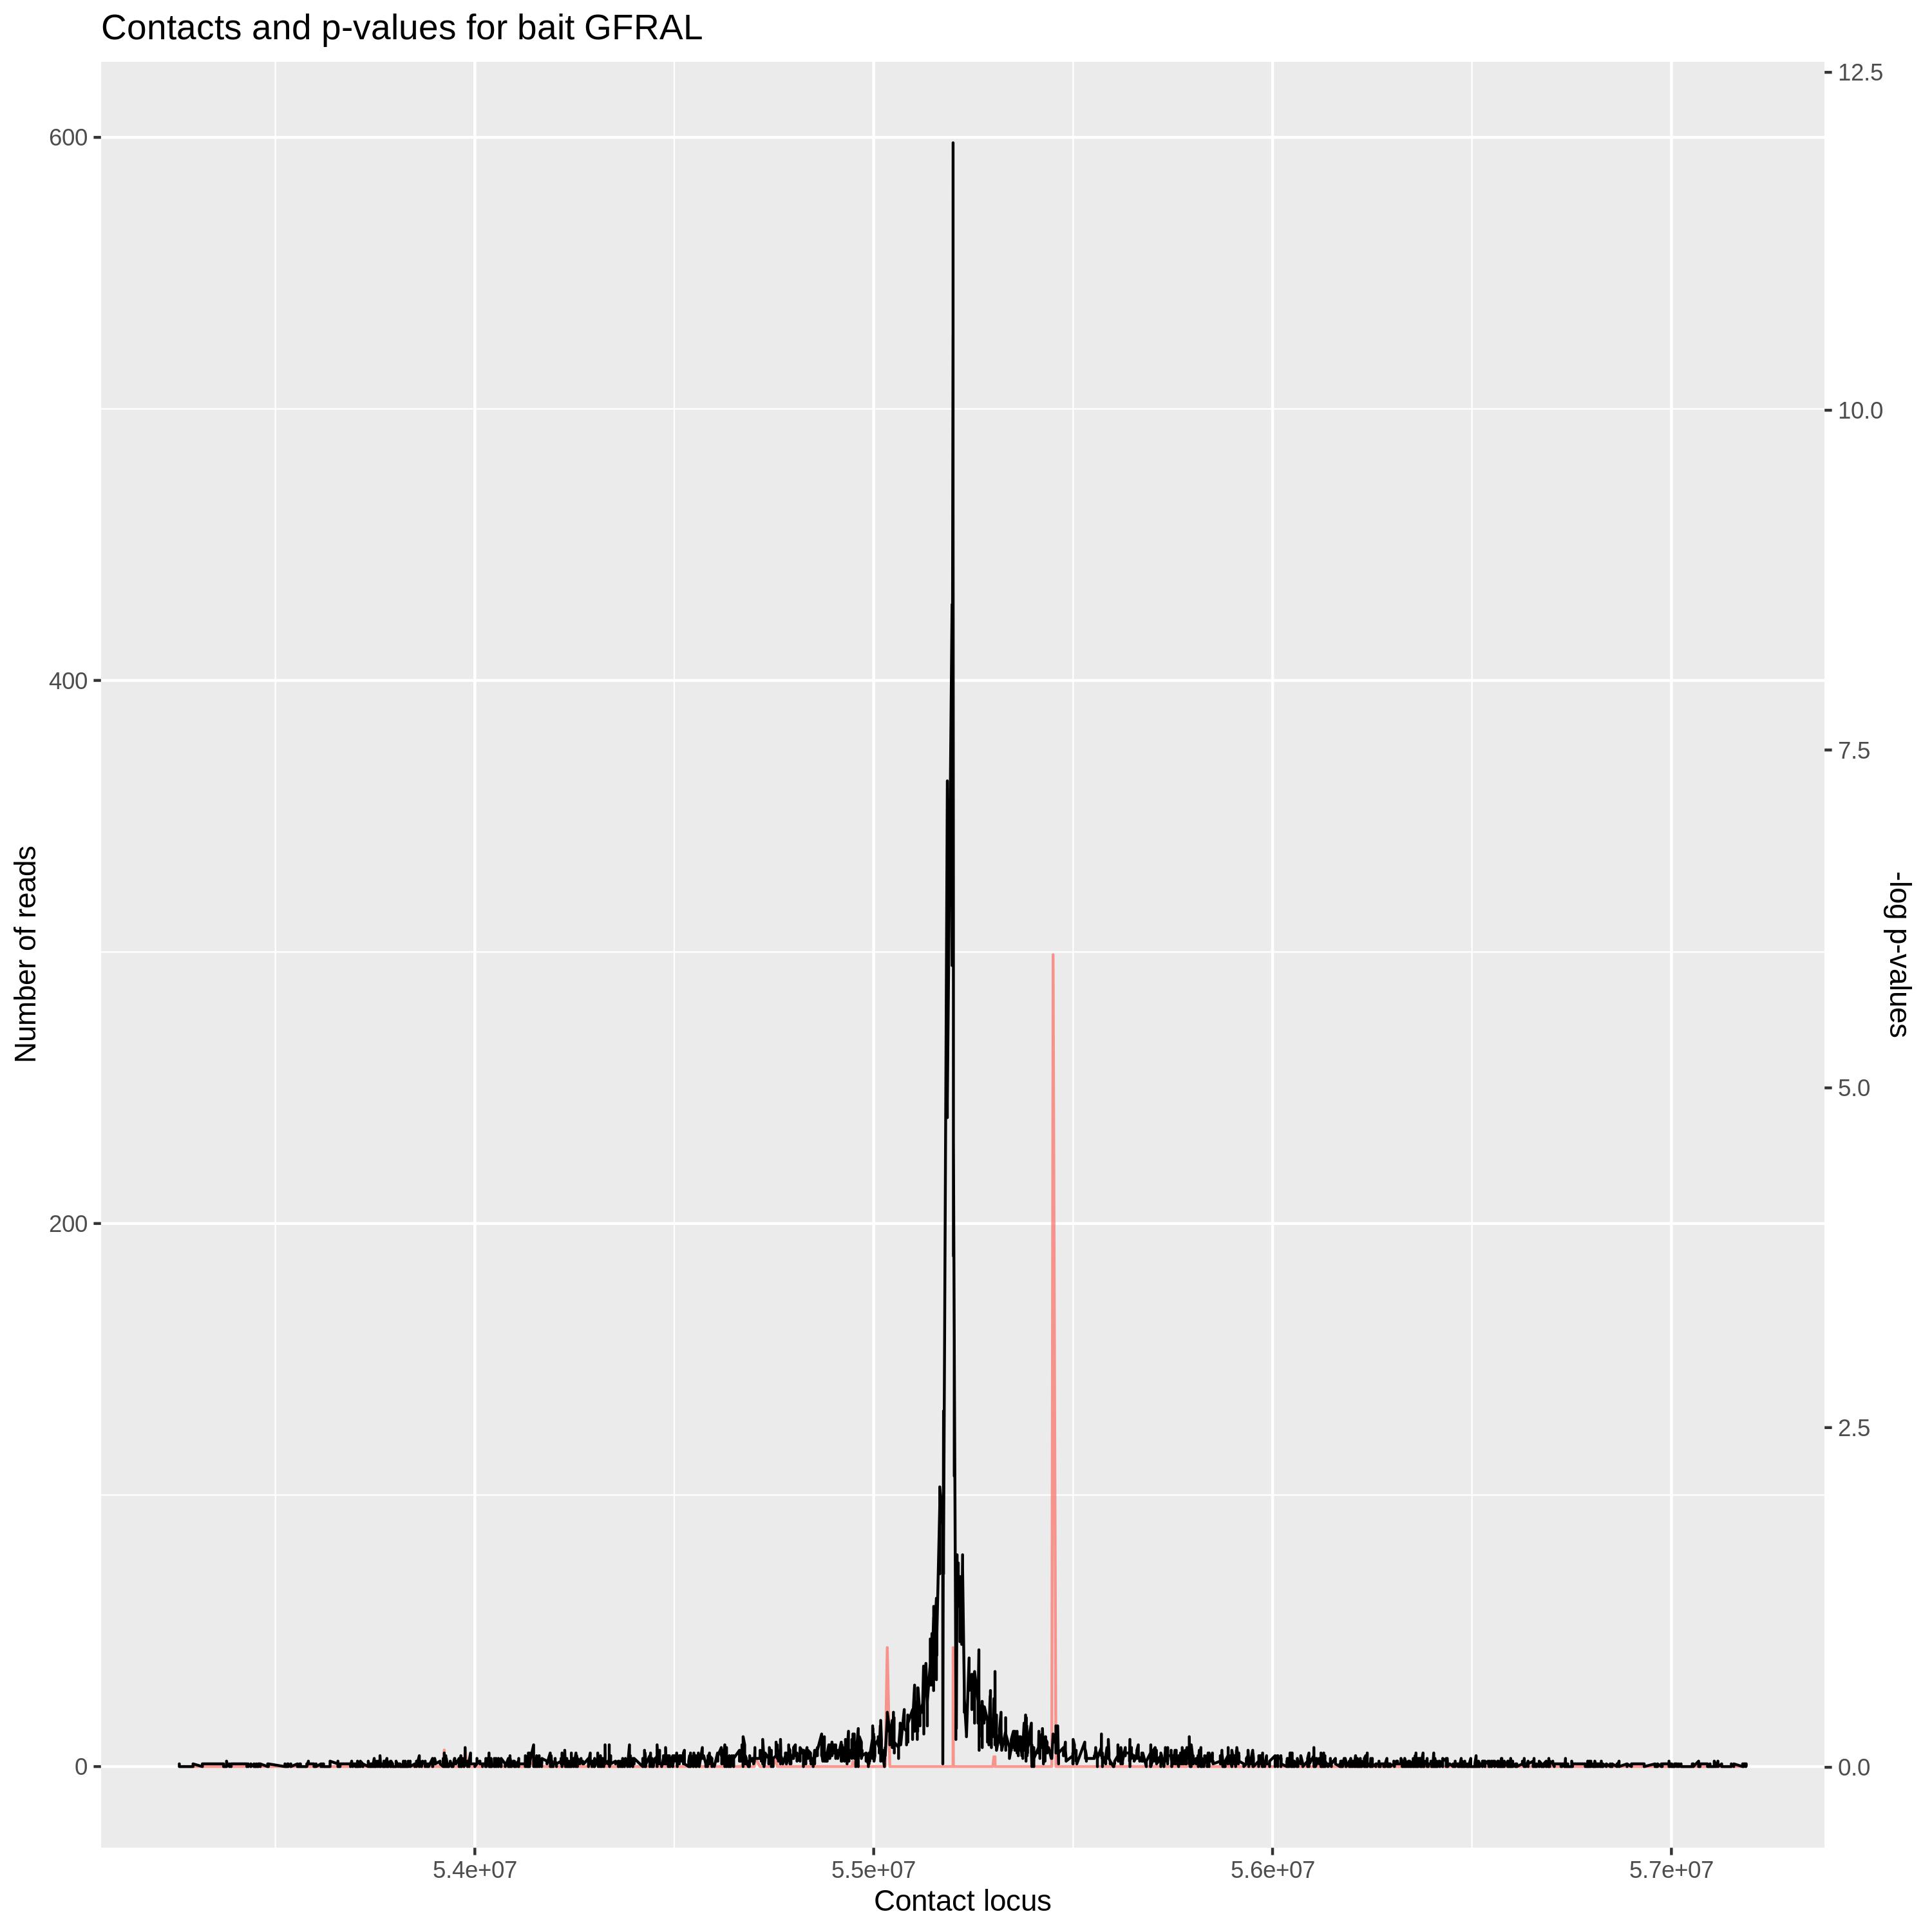 Contacts and p-values for bait GFRAL
600
400
200
0
Number of reads
12.5
10.0
7.5
5.0
2.5
0.0
-log p-values
5.4e+07 5.5e+07 5.6e+07 5.7e+07
Contact locus